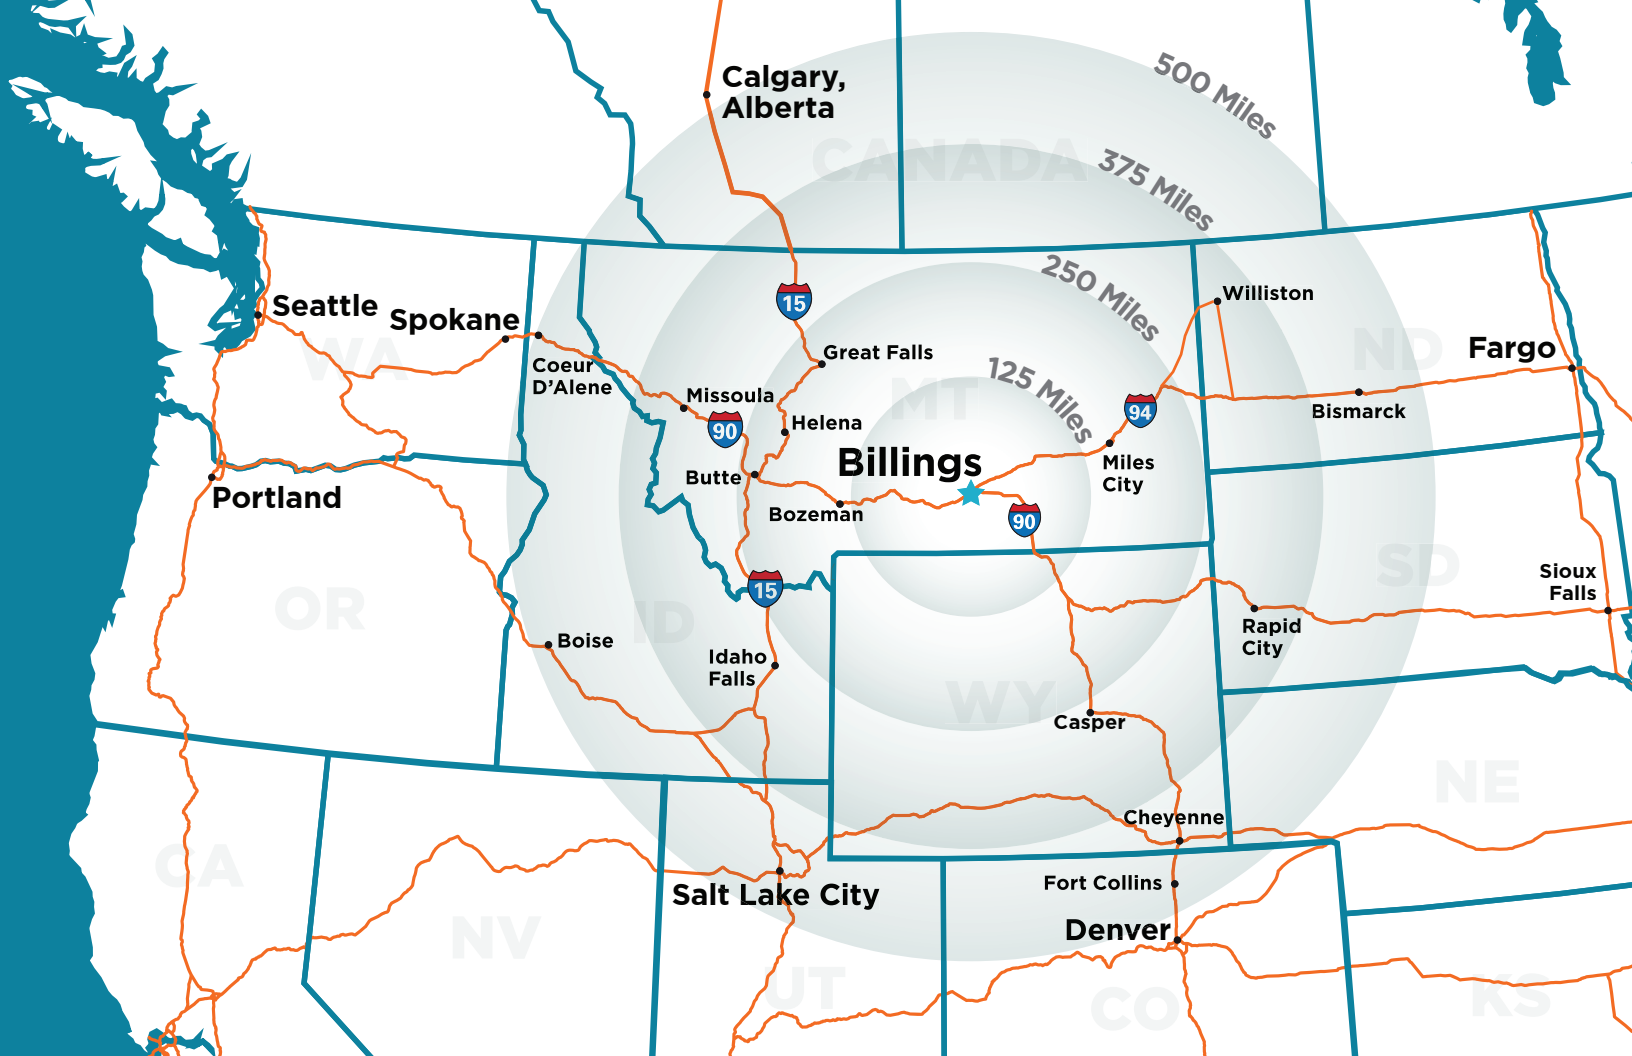 500 Miles
Calgary,
Alberta
CANADA
375 Miles
250 Miles
Williston
15
Seattle
Spokane
WA
Great Falls
ND
Fargo
Coeur
D'Alene
125 Miles
MT
Missoula
94
Bismarck
90
Helena
Billings
Butte
Miles
City
Portland
Bozeman
90
SD
Sioux
Falls
15
OR
ID
Boise
Rapid
City
Idaho
Falls
WY
Casper
NE
Cheyenne
CA
Fort Collins
Salt Lake City
NV
Denver
UT
CO
KS